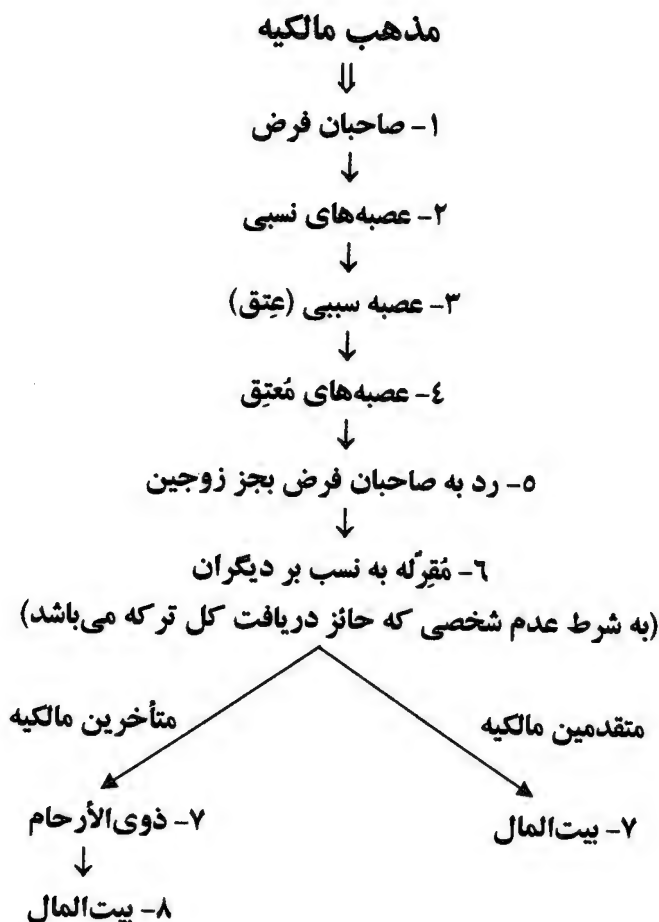 مذهب مالکیه
⇓
۱- صاحبان فرض
↓
۲- عصبه‌های نسبی
↓
۳- عصبه سببی (عِتق)
↓
٤- عصبه‌های مُعتِق
↓
٥- رد به صاحبان فرض بجز زوجین
↓
٦- مُقِرّله به نسب بر دیگران
(به شرط عدم شخصی که حائز دریافت کل ترکه می‌باشد)
متقدمین مالکیه
متأخرین مالکیه
۷- بیت‌المال
۷- ذوی‌الأرحام
↓
۸- بیت‌المال